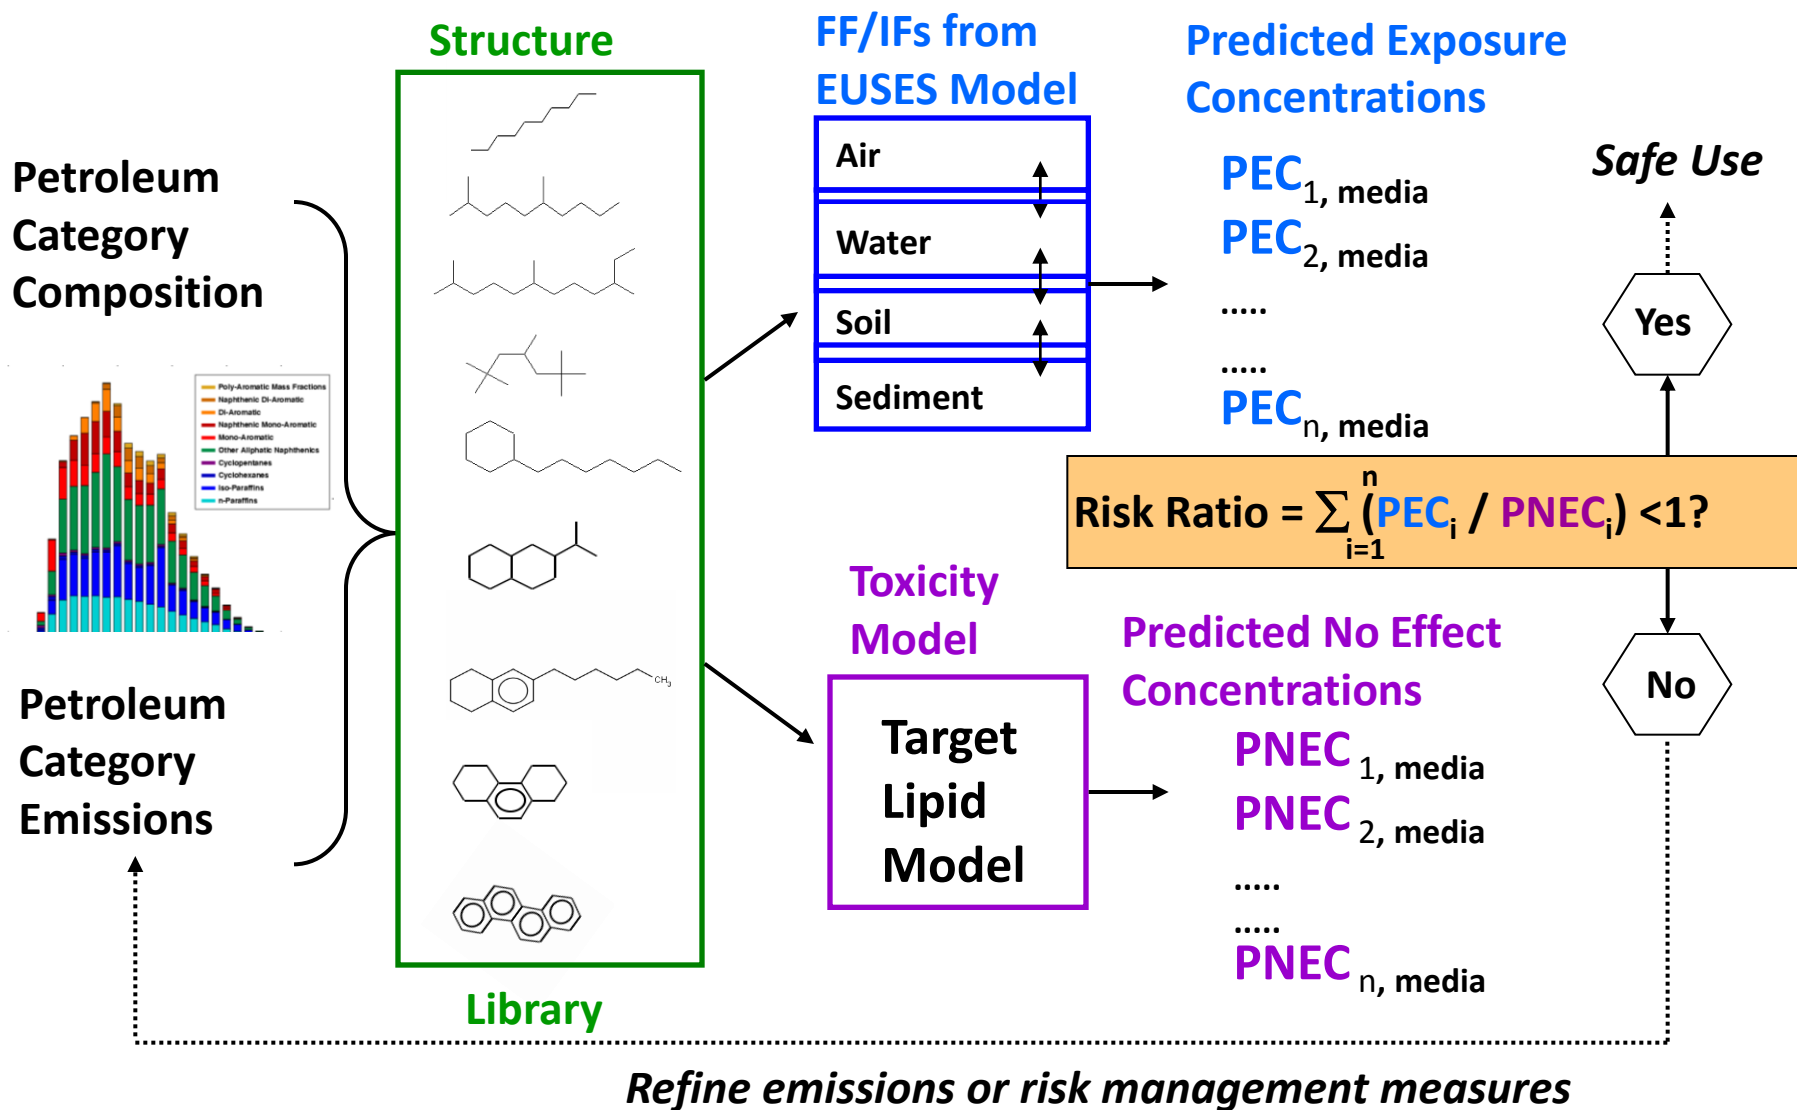 Petroleum
Category
Composition
Poly-Aromatic Mass Fractions
Naphthenic Di-Aromatic
Di-Aromatic
Naphthenic Mono-Aromatic
Mono-Aromatic
Other Aliphatic Naphthenics
Cyclopentanes
Cyclohexanes
Iso-Paraffins
n-Paraffins
Petroleum
Category
Emissions
Structure
CH3
Library
FF/IFs from
EUSES Model
Air
Water
Soil
Sediment
Toxicity
Model
Target
Lipid
Model
Predicted Exposure
Concentrations
PEC1, media
PEC2, media
.....
.....
PECn, media
Risk Ratio = ∑ n i=1 (PECi / PNECi) <1?
Predicted No Effect
Concentrations
PNEC 1, media
PNEC 2, media
.....
.....
PNEC n, media
Safe Use
Yes
No
Refine emissions or risk management measures